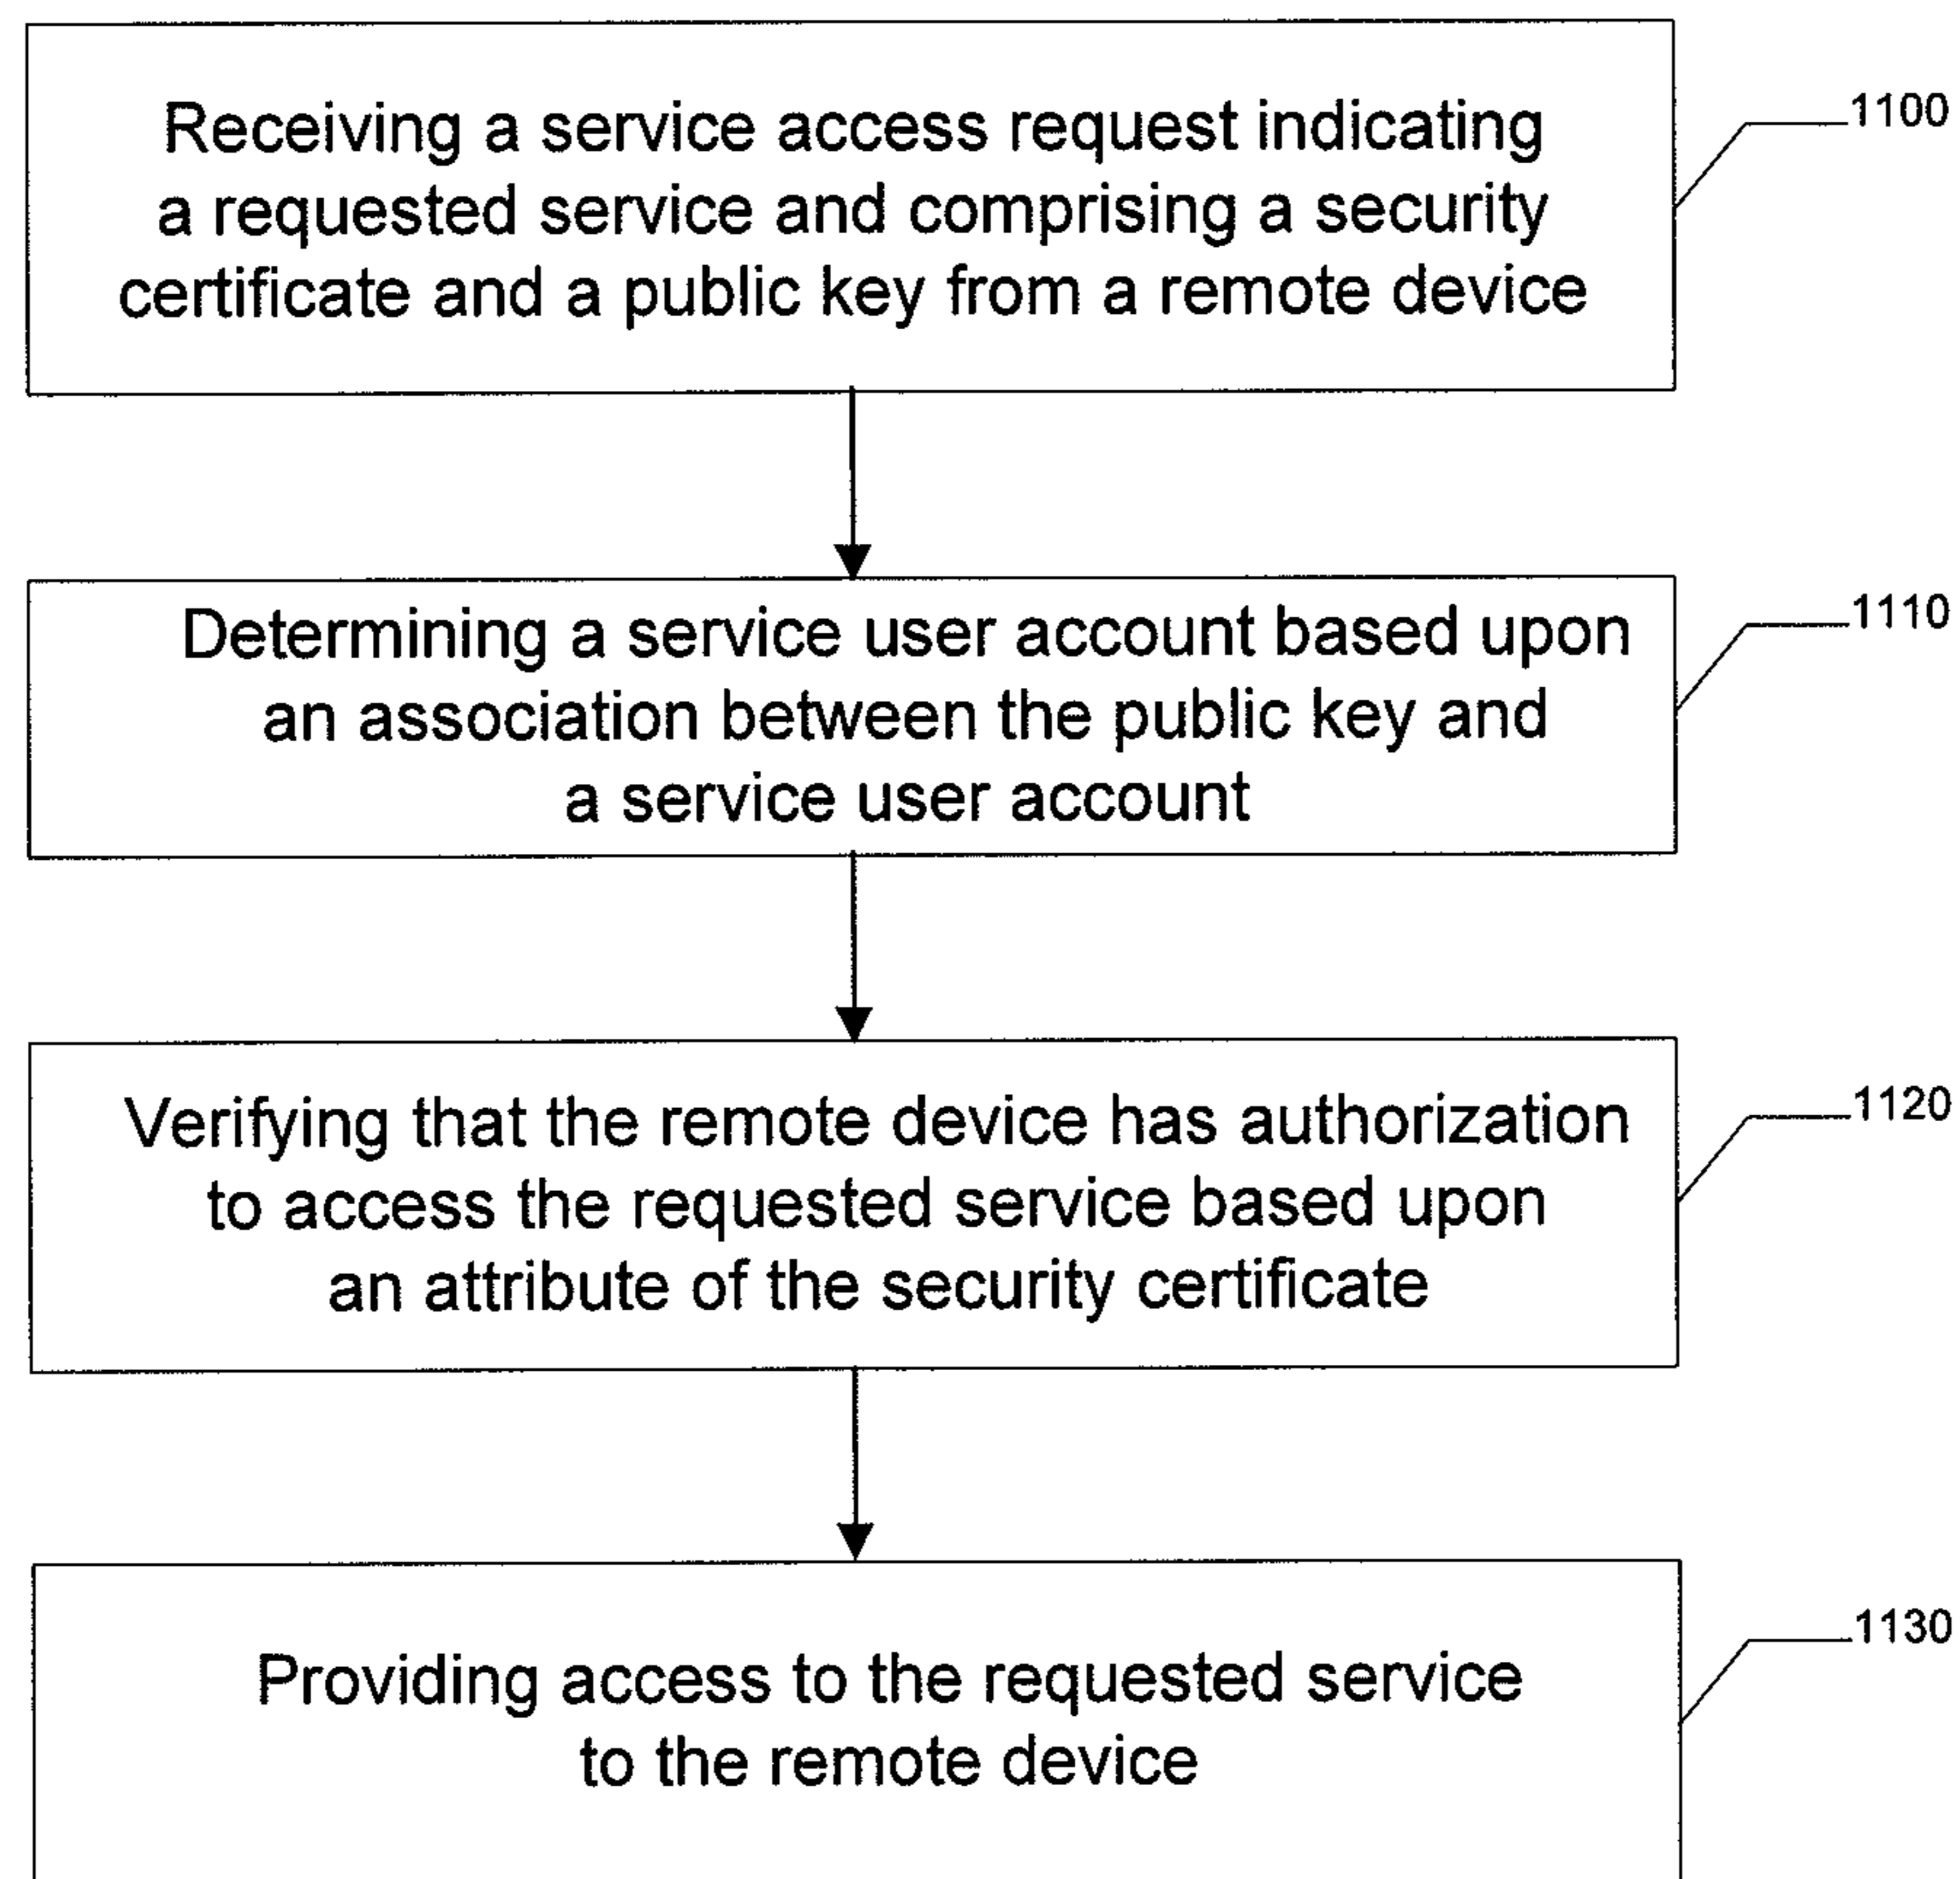 Receiving a service access request indicating
a requested service and comprising a security
certificate and a public key from a remote device
1100
Determining a service user account based upon
an association between the public key and
a service user account
1110
Verifying that the remote device has authorization
to access the requested service based upon
an attribute of the security certificate
1120
Providing access to the requested service
to the remote device
1130